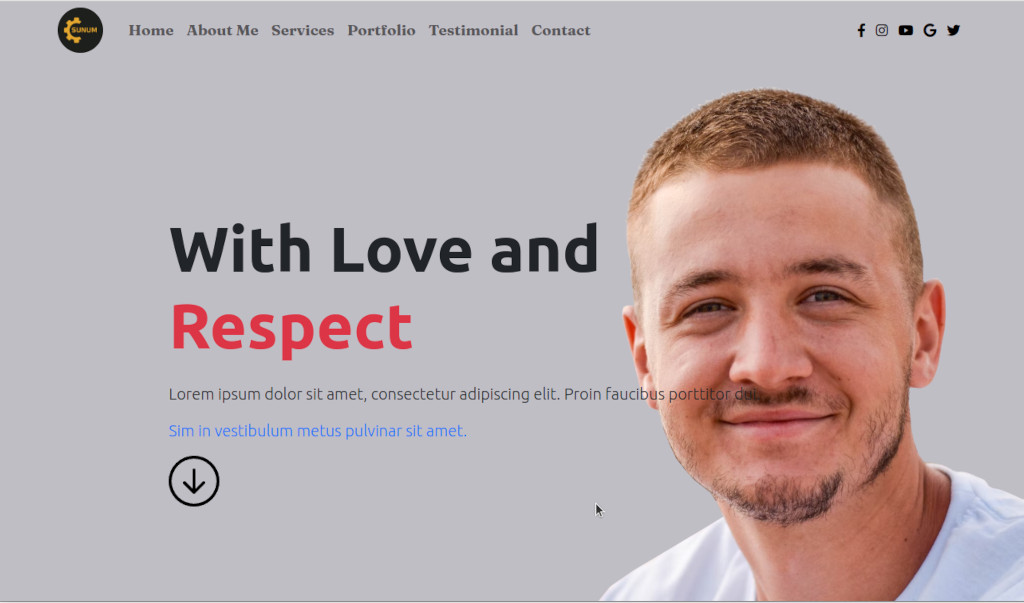 SUNUM
Home About Me Services Portfolio Testimonial Contact
With Love and
Respect
Lorem ipsum dolor sit amet, consectetur adipiscing elit. Proin faucibus porttitor dui.
Sim in vestibulum metus pulvinar sit amet.